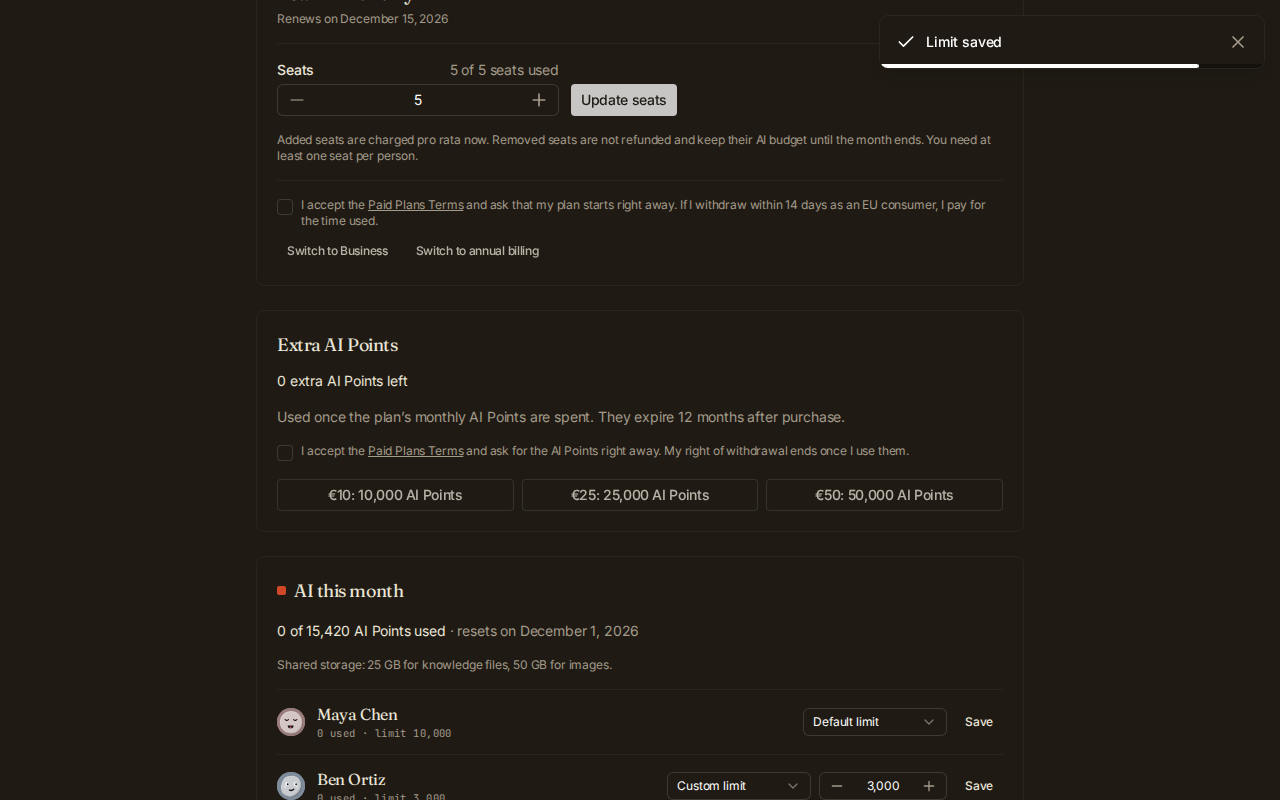 Renews on December 15, 2026
Limit saved
Seats
5 of 5 seats used
5
Update seats
Added seats are charged pro rata now. Removed seats are not refunded and keep their AI budget until the month ends. You need at
least one seat per person.
I accept the Paid Plans Terms and ask that my plan starts right away. If I withdraw within 14 days as an EU consumer, I pay for
the time used.
Switch to Business
Switch to annual billing
Extra AI Points
0 extra AI Points left
Used once the plan’s monthly AI Points are spent. They expire 12 months after purchase.
I accept the Paid Plans Terms and ask for the AI Points right away. My right of withdrawal ends once I use them.
€10: 10,000 AI Points
€25: 25,000 AI Points
€50: 50,000 AI Points
AI this month
0 of 15,420 AI Points used · resets on December 1, 2026
Shared storage: 25 GB for knowledge files, 50 GB for images.
Maya Chen
0 used · limit 10,000
Default limit
Save
Ben Ortiz
0 used · limit 3,000
Custom limit
3,000
Save